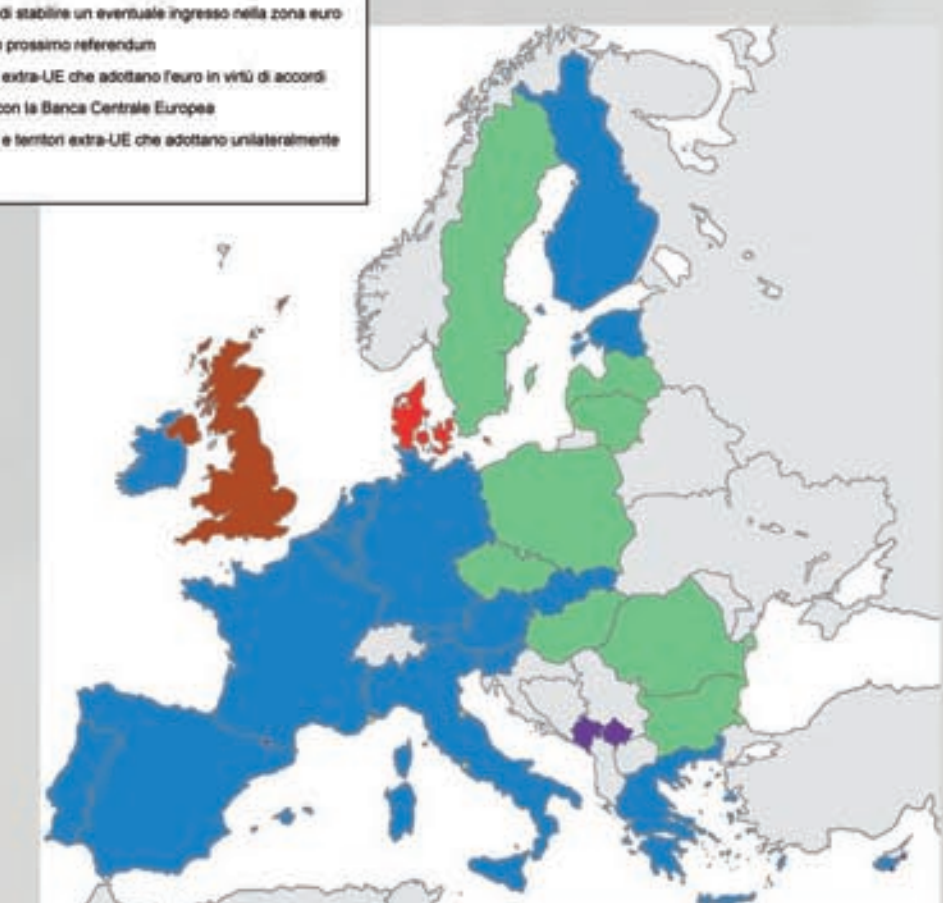 di stabilire un eventuale ingresso nella zona euro
prossimo referendum
extra-UE che adottano l'euro in virtù di accordi
con la Banca Centrale Europea
e territori extra-UE che adottano unilateralmente